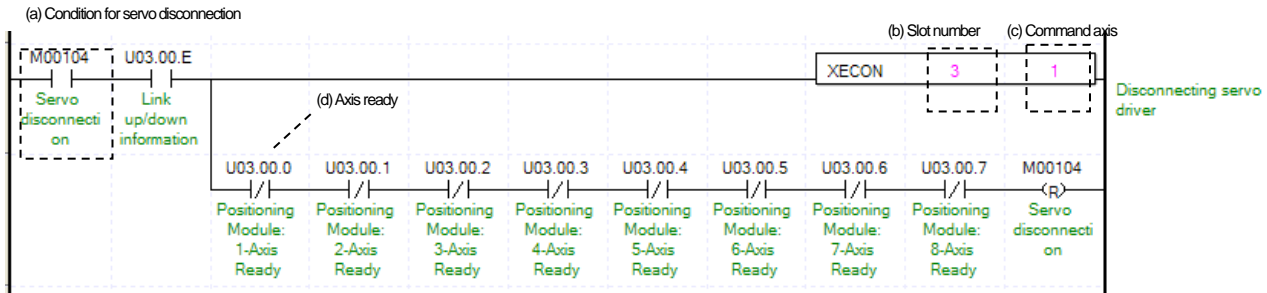 (a) Condition for servo disconnection
(b) Slot number (c) Command axis
M00104 U03.00.E
XECON 3 1
Servo disconnecti on
Link up/down information
Disconnecting servo driver
(d) Axis ready
U03.00.0 U03.00.1 U03.00.2 U03.00.3 U03.00.4 U03.00.5 U03.00.6 U03.00.7 M00104
R
Positioning Positioning Positioning Positioning Positioning Positioning Positioning Positioning Servo
Module: Module: Module: Module: Module: Module: Module: Module: disconnecti
1-Axis 2-Axis 3-Axis 4-Axis 5-Axis 6-Axis 7-Axis 8-Axis on
Ready Ready Ready Ready Ready Ready Ready Ready